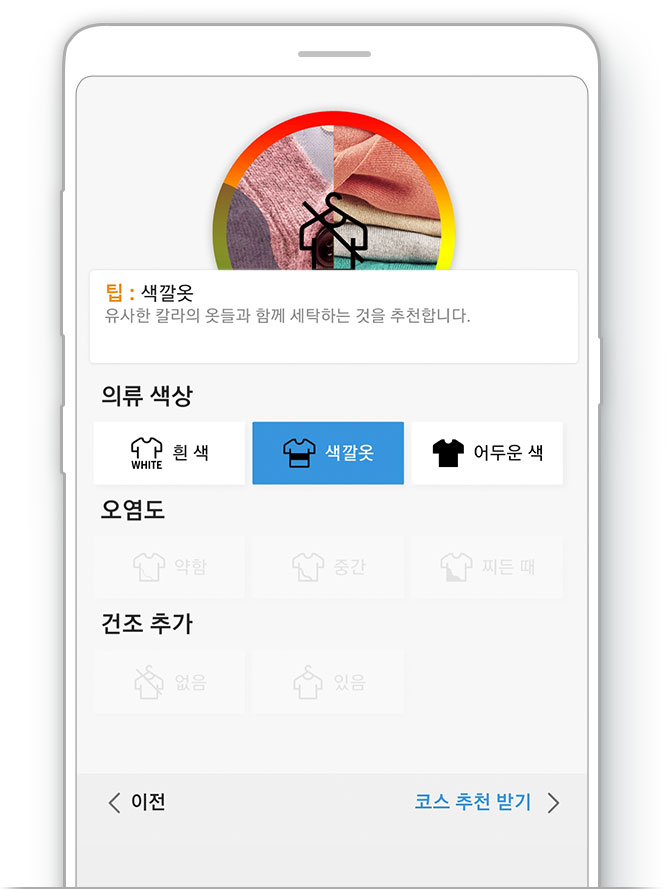 팁 : 색깔옷
유사한 칼라의 옷들과 함께 세탁하는 것을 추천합니다.
의류 색상
WHITE 흰 색
색깔옷
어두운 색
오염도
약함
중간
찌든 때
건조 추가
없음
있음
이전
코스 추천 받기